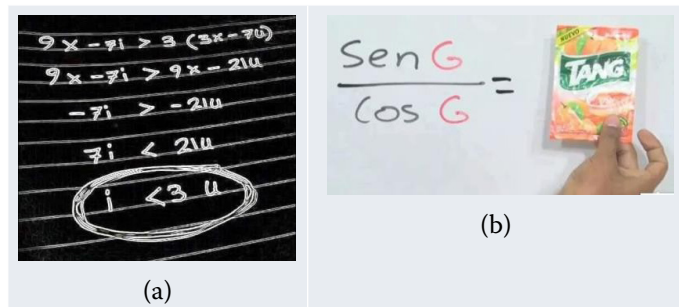 9x-7i > 3 (3x-7u)
9x-7i > 9x-21u
-7i > -21u
7i < 21u
i <3 u
(a)
Sen G
cos G
=
NUEVO
TANG
(b)